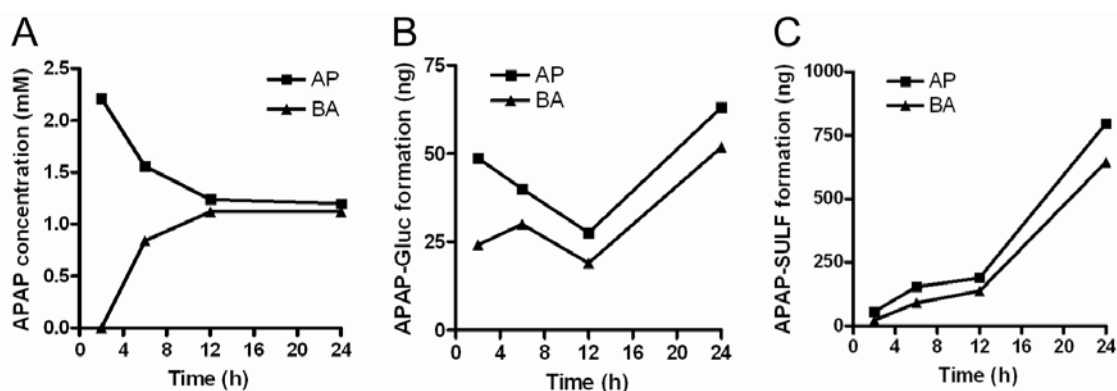 A
APAP concentration (mM)
2.5
2.0
1.5
1.0
0.5
0.0
AP
BA
0 4 8 12 16 20 24
Time (h)
B
APAP-Gluc formation (ng)
75
50
25
0
AP
BA
0 4 8 12 16 20 24
Time (h)
C
APAP-SULF formation (ng)
1000
750
500
250
0
AP
BA
0 4 8 12 16 20 24
Time (h)